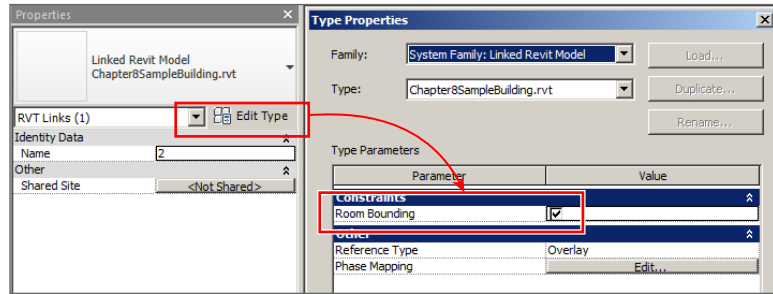 Properties
Linked Revit Model
Chapter8SampleBuilding.rvt
RVT Links (1)
Edit Type
Identity Data
Name
2
Other
Shared Site
<Not Shared>
Type Properties
Family:
System Family: Linked Revit Model
Load...
Type:
Chapter8SampleBuilding.rvt
Duplicate...
Rename...
Type Parameters
Parameter
Value
Constraints
Room Bounding
Other
Reference Type
Overlay
Phase Mapping
Edit...